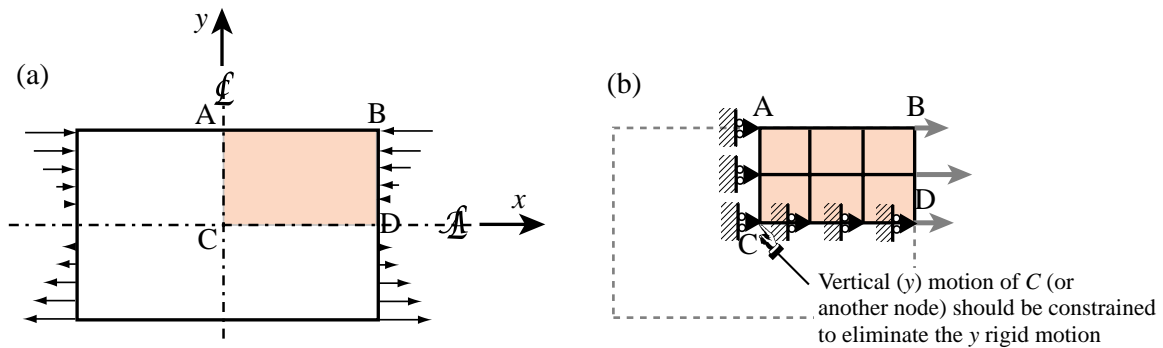 y
(a)
A
B
x
C
D
(b)
A
B
D
C
Vertical (y) motion of C (or
another node) should be constrained
to eliminate the y rigid motion